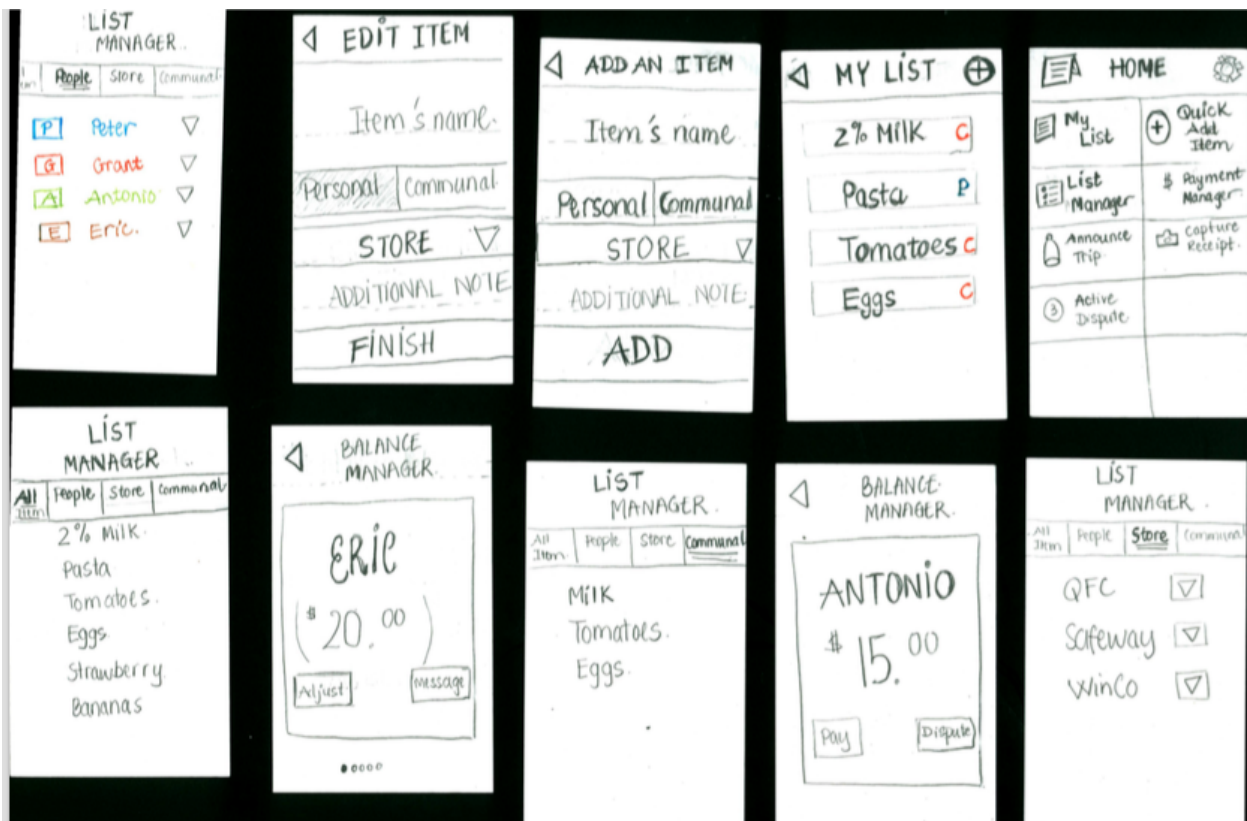 LIST
MANAGER.
People
Store
Communal
P Peter
G Grant
A Antonio
E Eric.
EDIT ITEM
Item's name.
Personal
Communal.
STORE
ADDITIONAL NOTE
FINISH
ADD AN ITEM
Item's name
Personal
Communal
STORE
ADDITIONAL NOTE
ADD
MY LIST
2% MILK C
Pasta P
Tomatoes C
Eggs C
HOME
My
List
Quick
Add
Item
List
Manager
$ Payment
Manager
Announce
Trip
Capture
Receipt.
3 Active
Dispute
LIST
MANAGER
All
Item
People
Store
Communal
2% Milk.
Pasta
Tomatoes.
Eggs
Strawberry
Bananas
BALANCE
MANAGER.
ERIC
($ 20.00)
Adjust
Message
LIST
MANAGER.
All
Item.
People
Store
Communal
Milk
Tomatoes.
Eggs.
BALANCE
MANAGER.
ANTONIO
$ 15.00
Pay
Dispute
LIST
MANAGER.
All
Item
People
Store
Communal
QFC
Safeway
WinCo